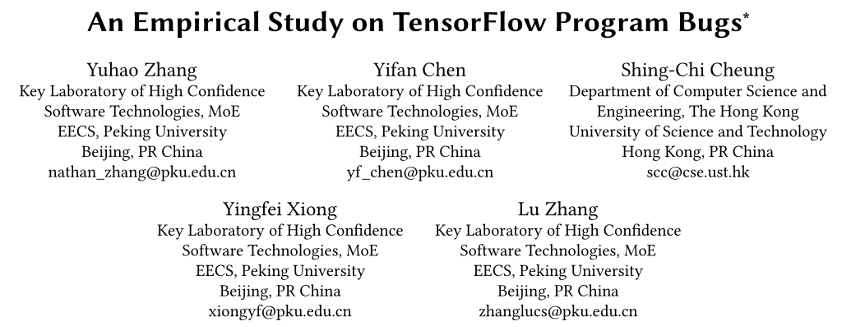 An Empirical Study on TensorFlow Program Bugs*
Yuhao Zhang
Key Laboratory of High Confidence
Software Technologies, MoE
EECS, Peking University
Beijing, PR China
nathan_zhang@pku.edu.cn
Yifan Chen
Key Laboratory of High Confidence
Software Technologies, MoE
EECS, Peking University
Beijing, PR China
yf_chen@pku.edu.cn
Shing-Chi Cheung
Department of Computer Science and
Engineering, The Hong Kong
University of Science and Technology
Hong Kong, PR China
scc@cse.ust.hk
Yingfei Xiong
Key Laboratory of High Confidence
Software Technologies, MoE
EECS, Peking University
Beijing, PR China
xiongyf@pku.edu.cn
Lu Zhang
Key Laboratory of High Confidence
Software Technologies, MoE
EECS, Peking University
Beijing, PR China
zhanglucs@pku.edu.cn